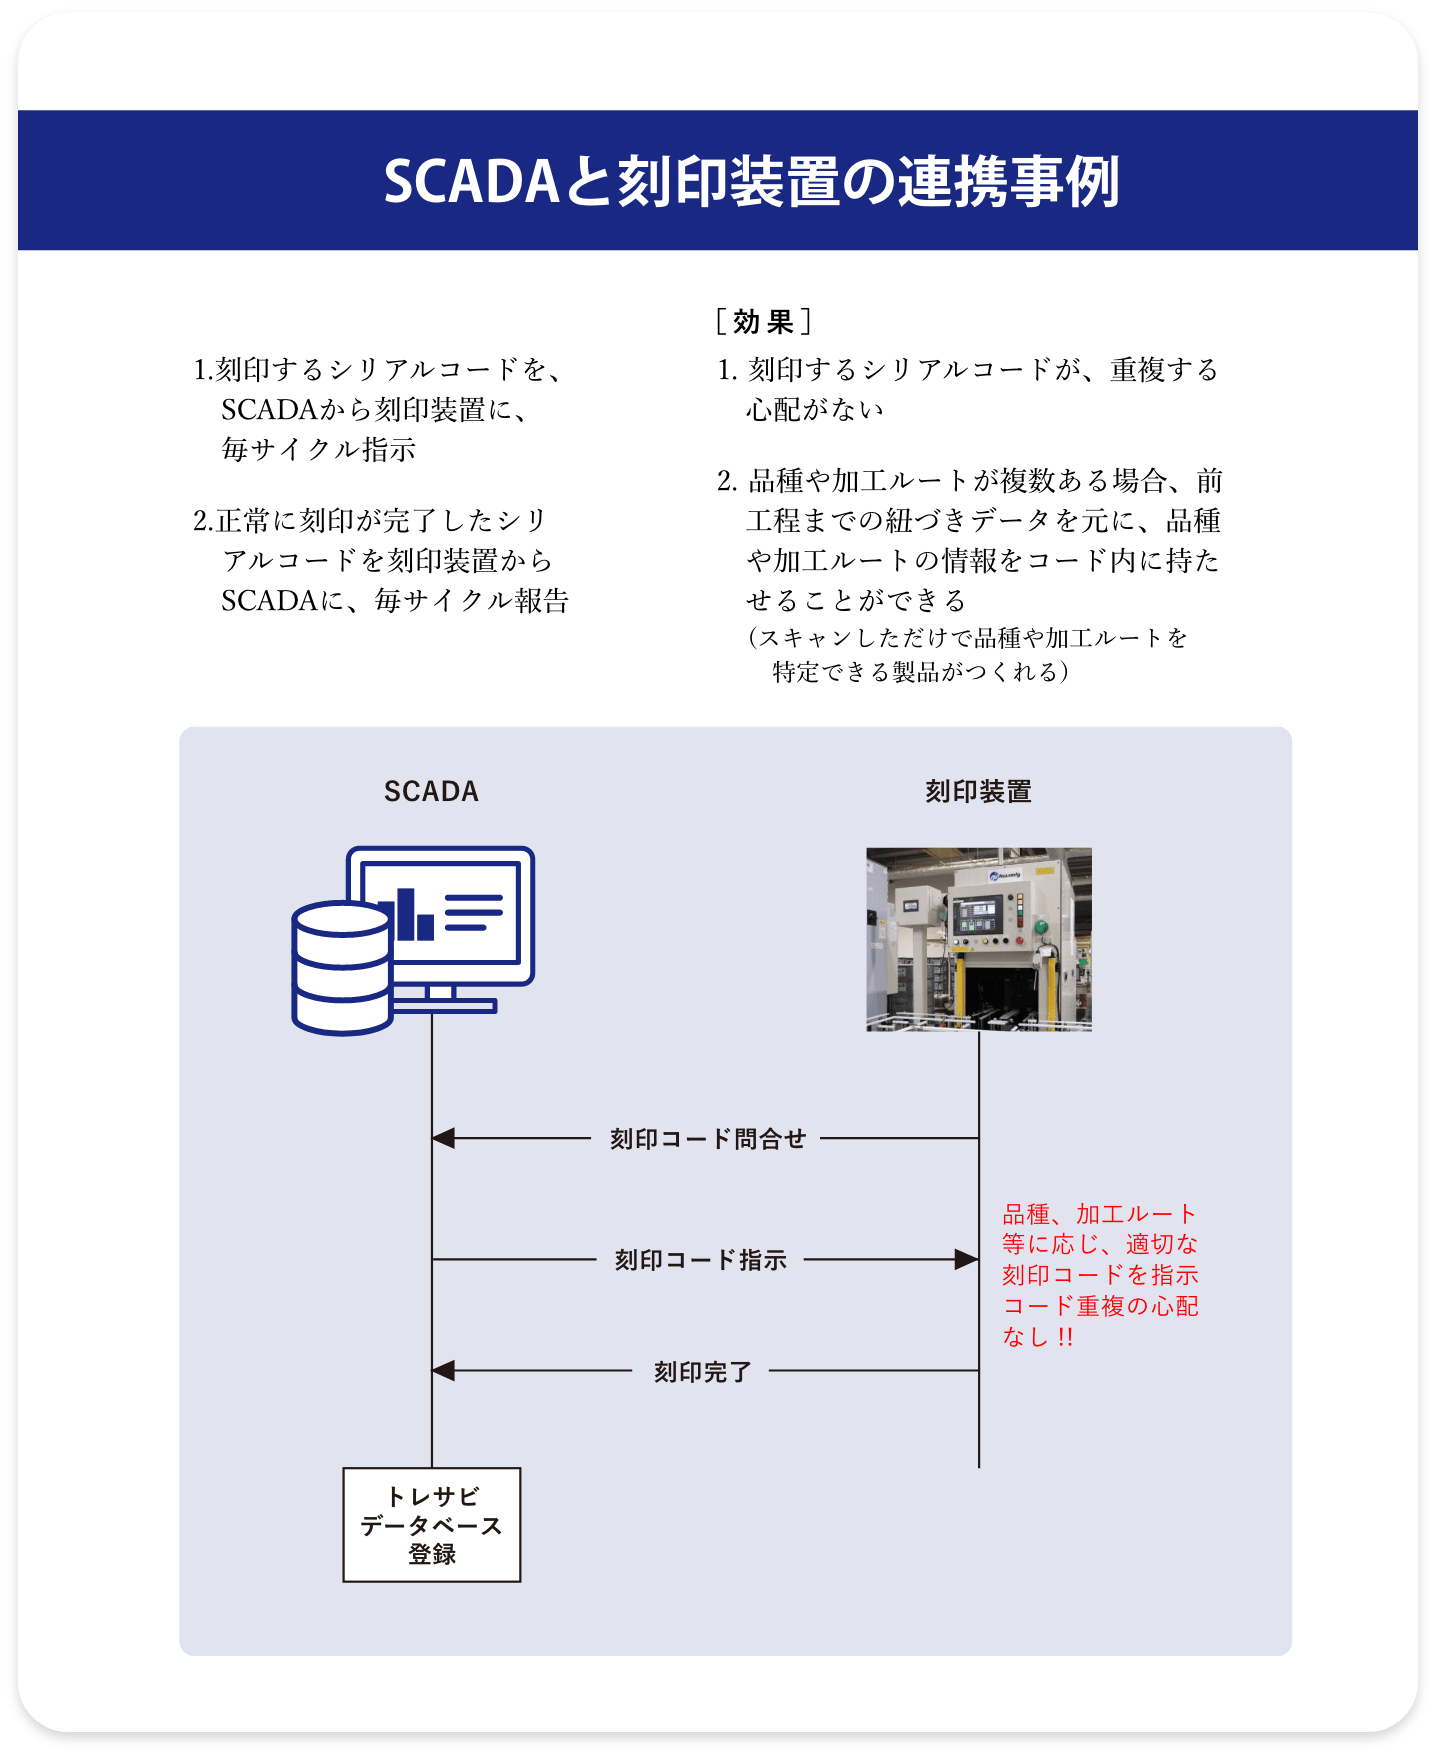 SCADAと刻印装置の連携事例
1.刻印するシリアルコードを、
SCADAから刻印装置に、
毎サイクル指示
2.正常に刻印が完了したシリ
アルコードを刻印装置から
SCADAに、毎サイクル報告
［効果］
1. 刻印するシリアルコードが、重複する
心配がない
2. 品種や加工ルートが複数ある場合、前
工程までの紐づきデータを元に、品種
や加工ルートの情報をコード内に持た
せることができる
（スキャンしただけで品種や加工ルートを
特定できる製品がつくれる）
SCADA
刻印装置
刻印コード問合せ
刻印コード指示
品種、加工ルート
等に応じ、適切な
刻印コードを指示
コード重複の心配
なし!!
刻印完了
トレサビ
データベース
登録